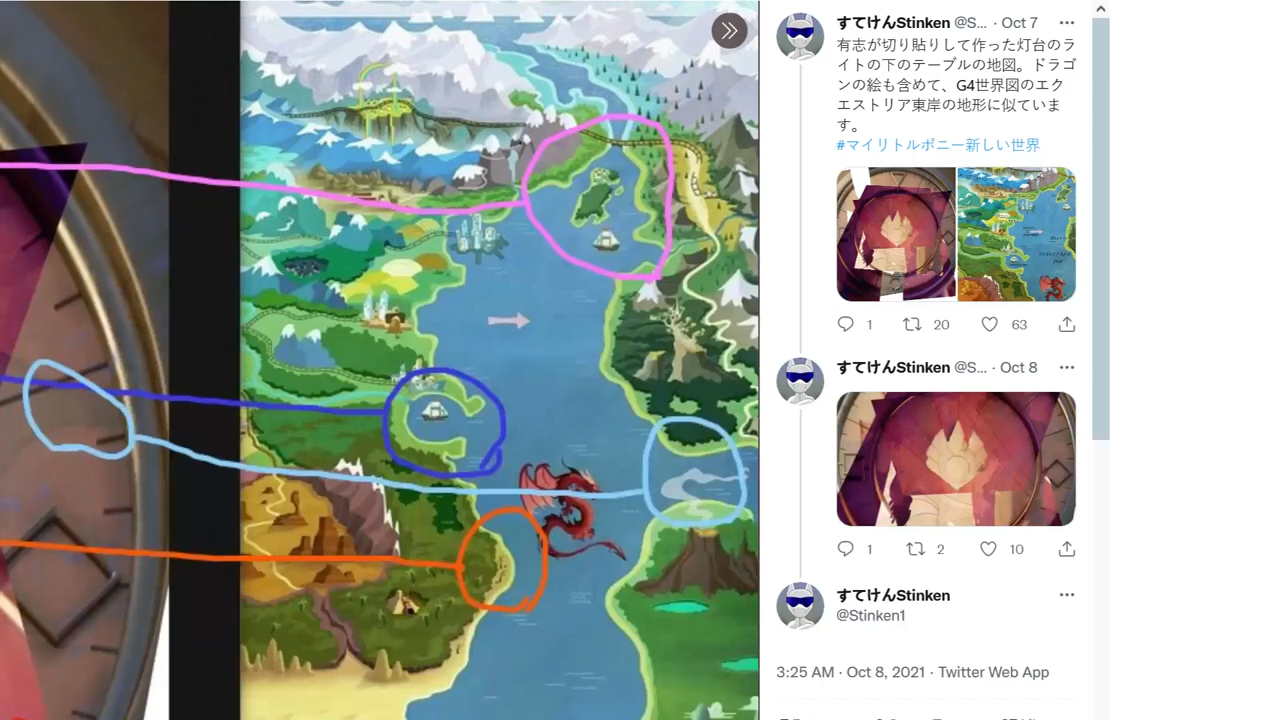 すてけんStinken @S... · Oct 7
有志が切り貼りして作った灯台のラ
イトの下のテーブルの地図。ドラゴ
ンの絵も含めて、G4世界図のエク
エストリア東岸の地形に似ていま
す。
#マイリトルポニー新しい世界
1 20 63
すてけんStinken @S... · Oct 8
1 2 10
すてけんStinken
@Stinken1
3:25 AM · Oct 8, 2021 · Twitter Web App